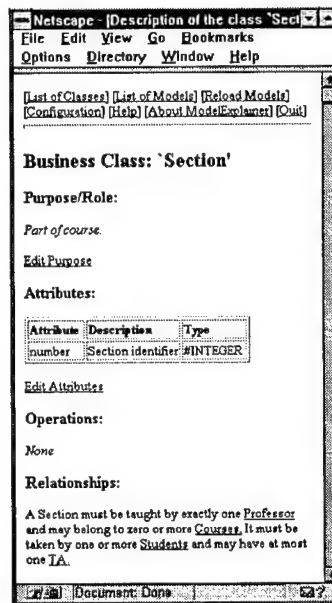 Netscape - [Description of the class `Secti
File Edit View Go Bookmarks
Options Directory Window Help
[List of Classes] [List of Models] [Reload Models]
[Configuration] [Help] [About ModelExplainer] [Quit]
Business Class: `Section'
Purpose/Role:
Part of course.
Edit Purpose
Attributes:
Attribute Description Type
number Section identifier #INTEGER
Edit Attributes
Operations:
None
Relationships:
A Section must be taught by exactly one Professor
and may belong to zero or more Courses. It must be
taken by one or more Students and may have at most
one TA.
Document: Done